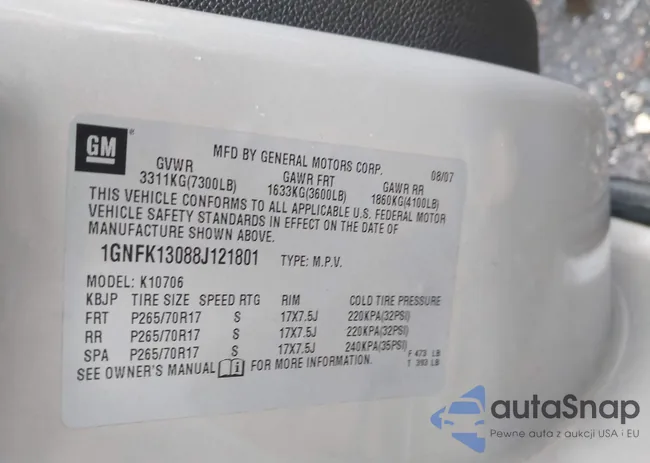 GM
MFD BY GENERAL MOTORS CORP. 08/07
GVWR GAWR FRT GAWR RR
3311KG(7300LB) 1633KG(3600LB) 1860KG(4100LB)
THIS VEHICLE CONFORMS TO ALL APPLICABLE U.S. FEDERAL MOTOR
VEHICLE SAFETY STANDARDS IN EFFECT ON THE DATE OF
MANUFACTURE SHOWN ABOVE.
1GNFK13088J121801 TYPE: M.P.V.
MODEL: K10706
KBJP TIRE SIZE SPEED RTG RIM COLD TIRE PRESSURE
FRT P265/70R17 S 17X7.5J 220KPA(32PSI)
RR P265/70R17 S 17X7.5J 220KPA(32PSI)
SPA P265/70R17 S 17X7.5J 240KPA(35PSI)
F 473 LB
T 393 LB
SEE OWNER'S MANUAL FOR MORE INFORMATION.
autaSnap
Pewne auta z aukcji USA i EU